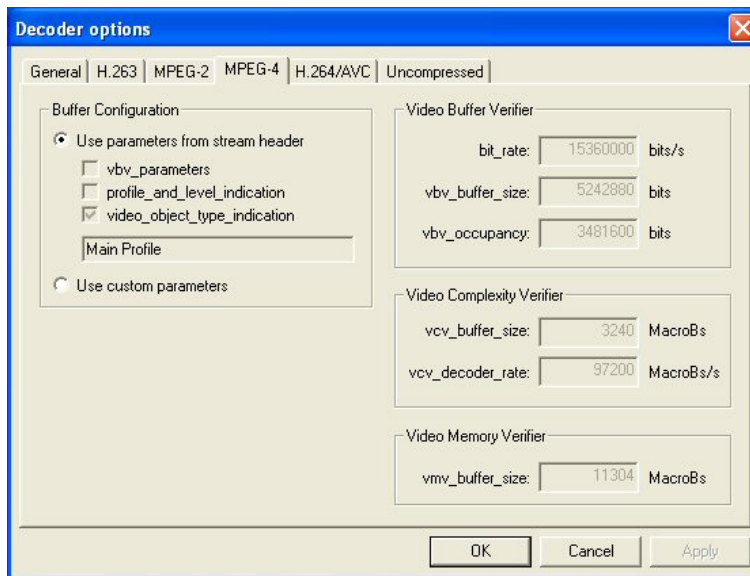 Decoder options
General H.263 MPEG-2 MPEG-4 H.264/AVC Uncompressed
Buffer Configuration
Use parameters from stream header
vbv_parameters
profile_and_level_indication
video_object_type_indication
Main Profile
Use custom parameters
Video Buffer Verifier
bit_rate: 15360000 bits/s
vbv_buffer_size: 5242880 bits
vbv_occupancy: 3481600 bits
Video Complexity Verifier
vcv_buffer_size: 3240 MacroBs
vcv_decoder_rate: 97200 MacroBs/s
Video Memory Verifier
vmv_buffer_size: 11304 MacroBs
OK Cancel Apply